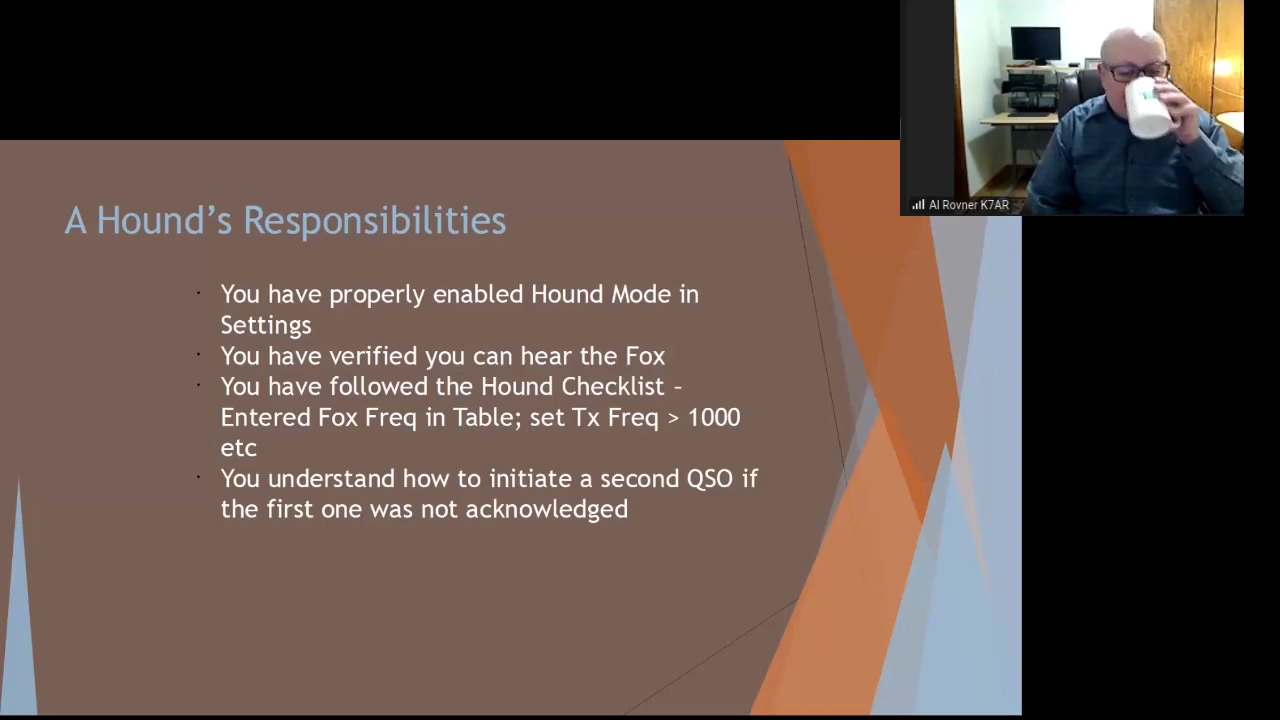 Al Rovner K7AR
A Hound's Responsibilities
· You have properly enabled Hound Mode in
Settings
· You have verified you can hear the Fox
· You have followed the Hound Checklist –
Entered Fox Freq in Table; set Tx Freq > 1000
etc
· You understand how to initiate a second QSO if
the first one was not acknowledged